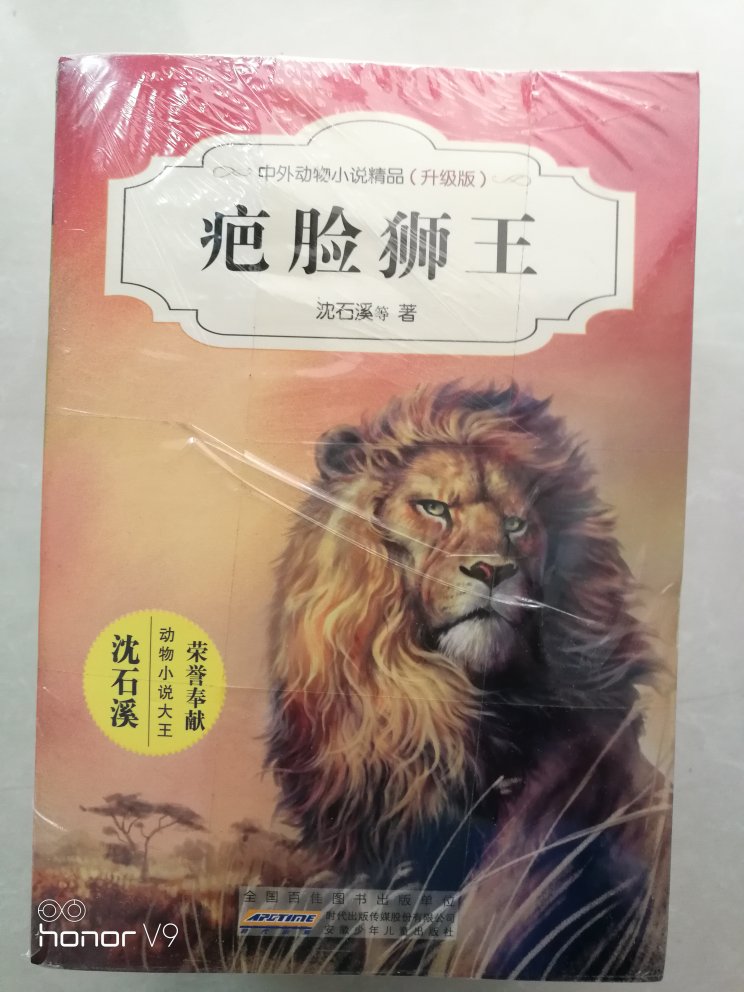 中外动物小说精品（升级版）
疤脸狮王
沈石溪等 著
荣誉奉献
动物小说大王
沈石溪
全国百佳图书出版单位
APGTIME
时代出版传媒股份有限公司
安徽少年儿童出版社
honor V9